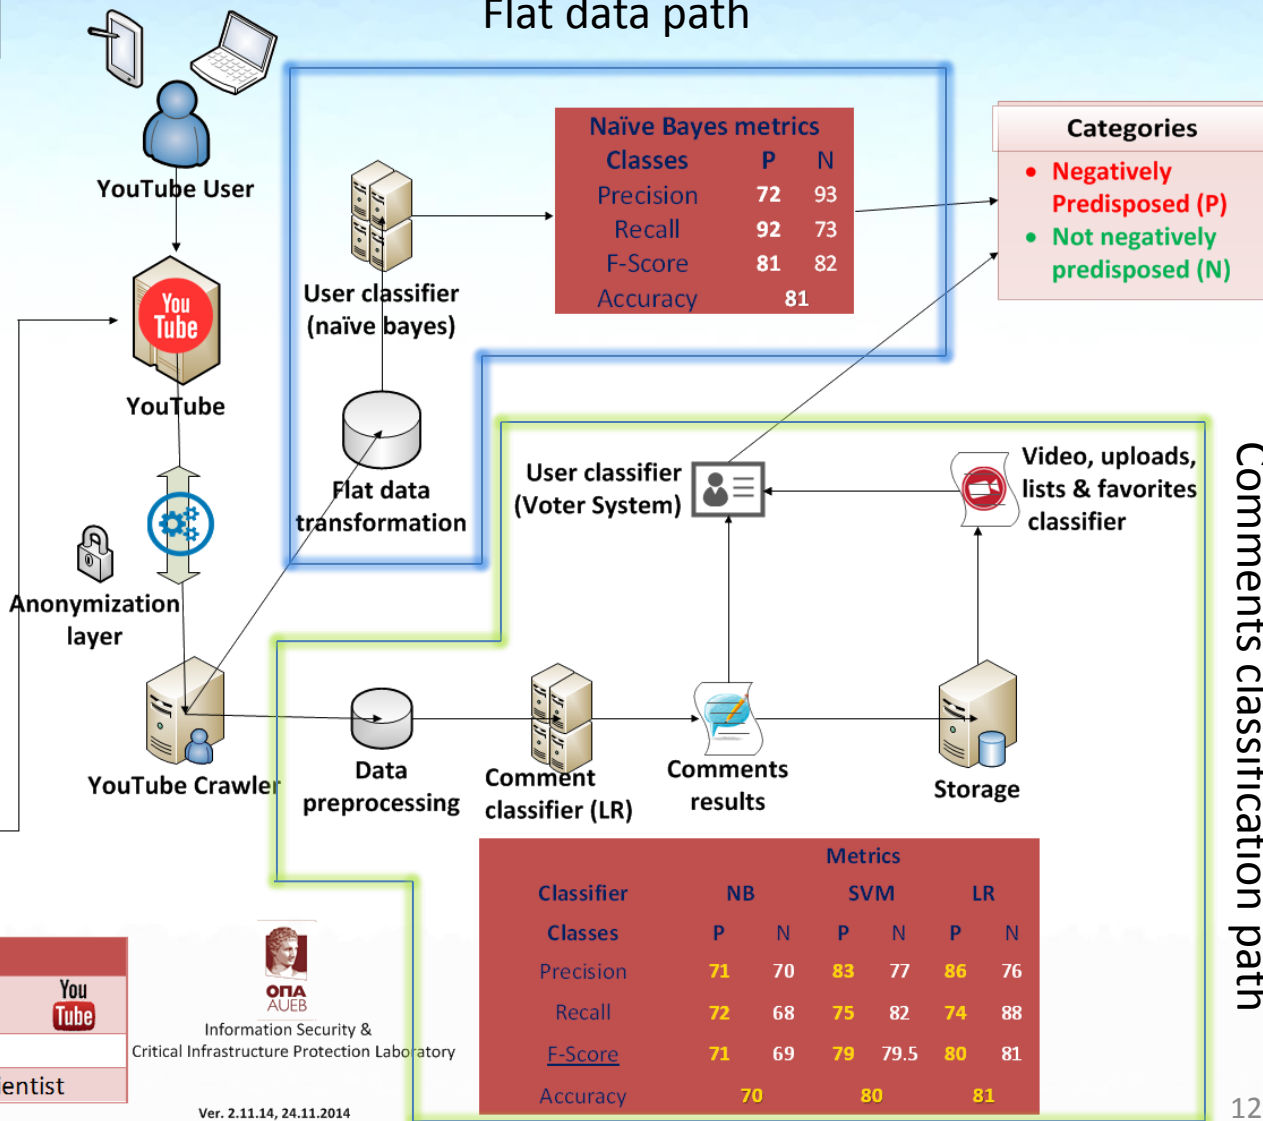 Flat data path
YouTube User
Naïve Bayes metrics
Classes P N
Precision 72 93
Recall 92 73
F-Score 81 82
Accuracy 81
Categories
• Negatively
Predisposed (P)
• Not negatively
predisposed (N)
User classifier
(naïve bayes)
You
Tube
YouTube
Flat data
transformation
User classifier
(Voter System)
Video, uploads,
lists & favorites
classifier
Comments classification path
Anonymization
layer
YouTube Crawler
Data
preprocessing
Comment
classifier (LR)
Comments
results
Storage
Metrics
Classifier NB SVM LR
Classes P N P N P N
Precision 71 70 83 77 86 76
Recall 72 68 75 82 74 88
F-Score 71 69 79 79.5 80 81
Accuracy 70 80 81
You
Tube
entist
ΟΠΑ
AUEB
Information Security &
Critical Infrastructure Protection Laboratory
Ver. 2.11.14, 24.11.2014
12